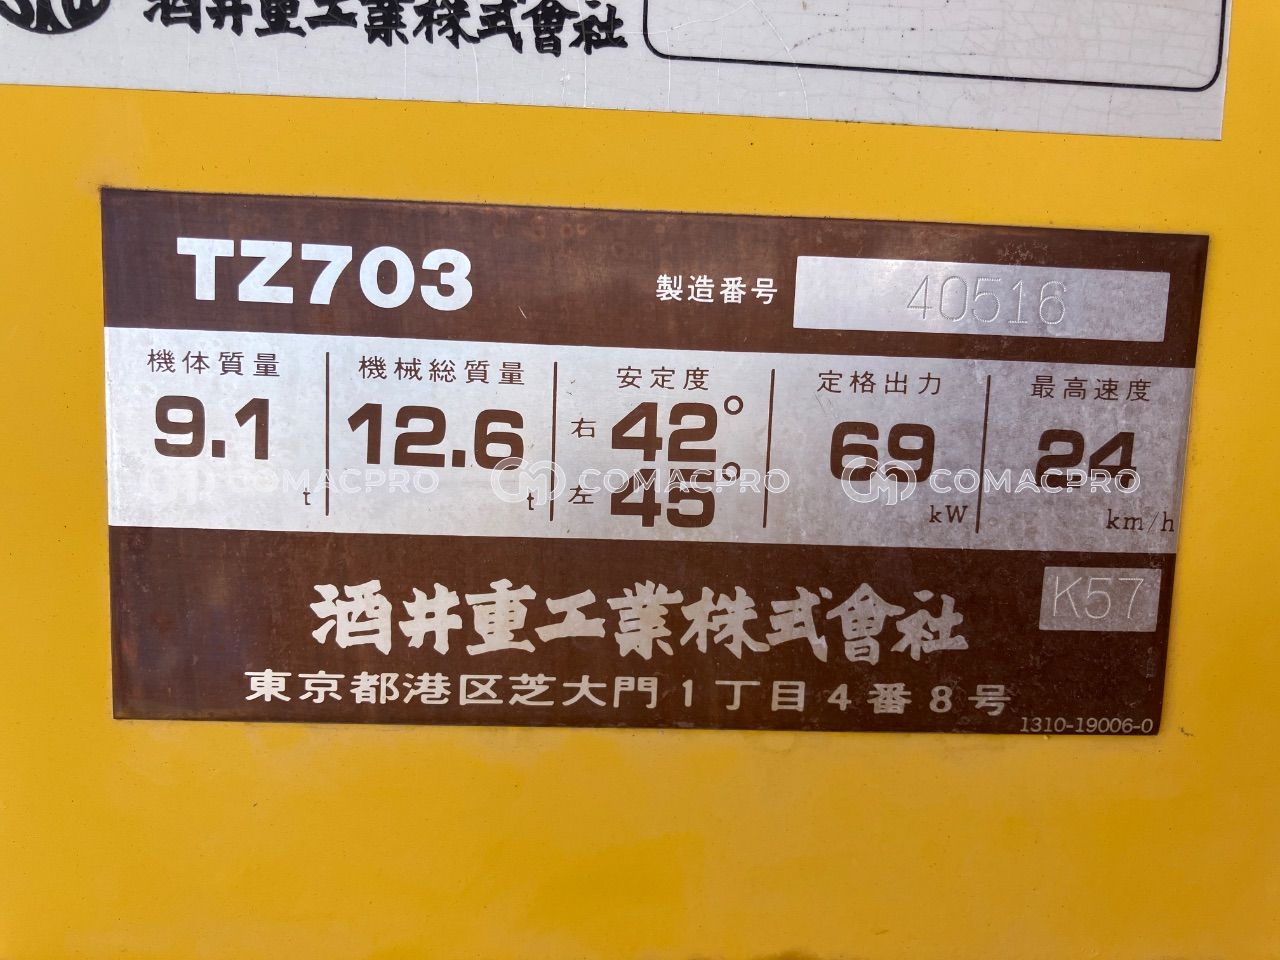 酒井重工業株式會社
TZ703
製造番号 40516
機体質量 機械総質量 安定度 定格出力 最高速度
9.1 t
12.6 t
右 42°
左 45°
69 kW
24 km/h
COMACPRO COMACPRO COMACPRO
K57
酒井重工業株式會社
東京都港区芝大門1丁目4番8号
1310-19006-0